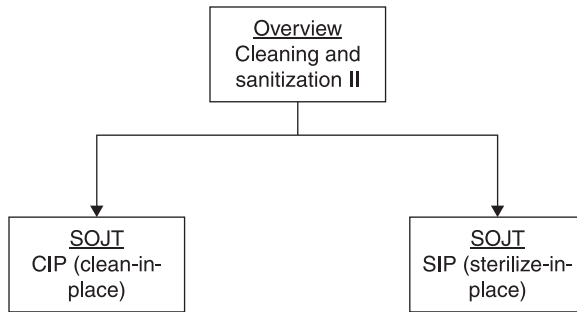 Overview
Cleaning and
sanitization II
SOJT
CIP (clean-in-
place)
SOJT
SIP (sterilize-in-
place)